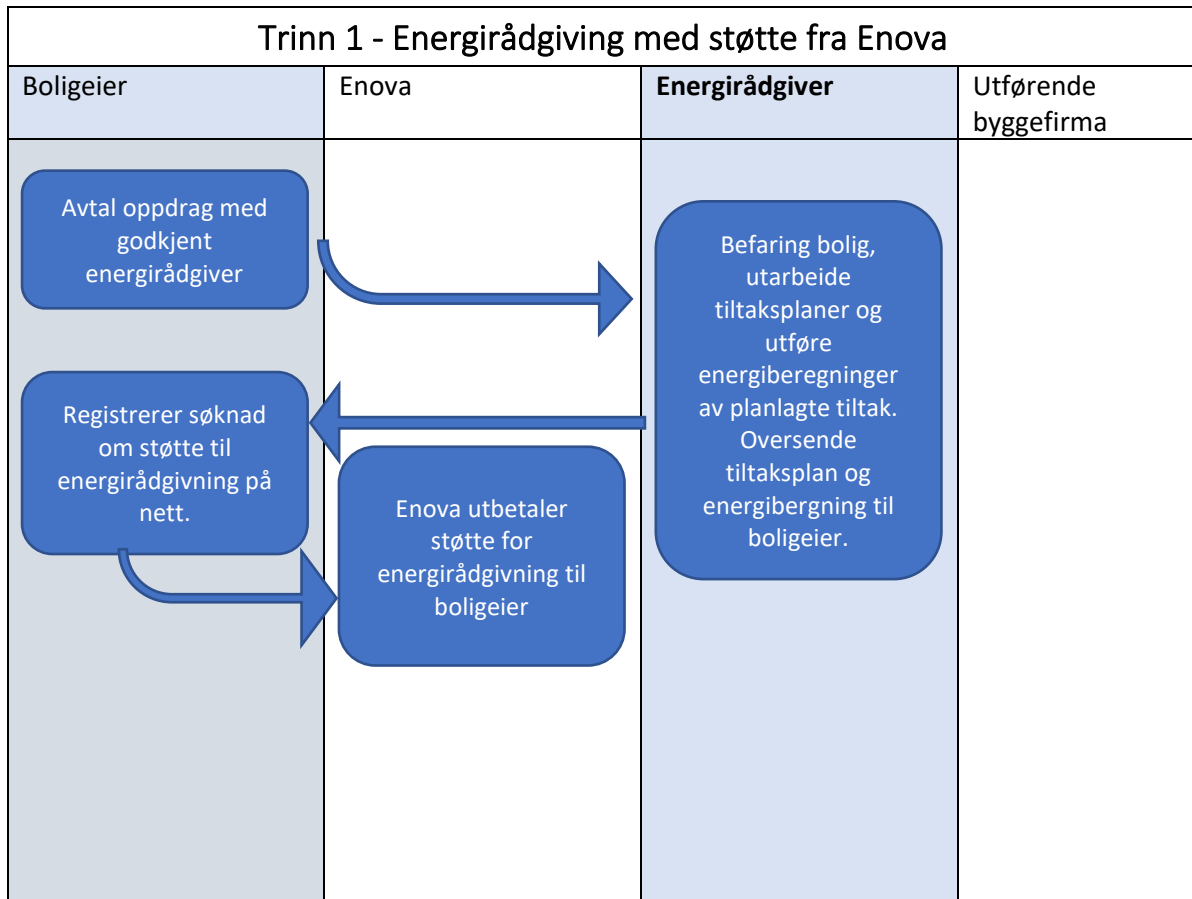 Trinn 1 - Energirådgiving med støtte fra Enova
Boligeier
Enova
Energirådgiver
Utførende
byggefirma
Avtal oppdrag med
godkjent
energirådgiver
Befaring bolig,
utarbeide
tiltaksplaner og
utføre
energiberegninger
av planlagte tiltak.
Oversende
tiltaksplan og
energibergning til
boligeier.
Registrerer søknad
om støtte til
energirådgivning på
nett.
Enova utbetaler
støtte for
energirådgivning til
boligeier